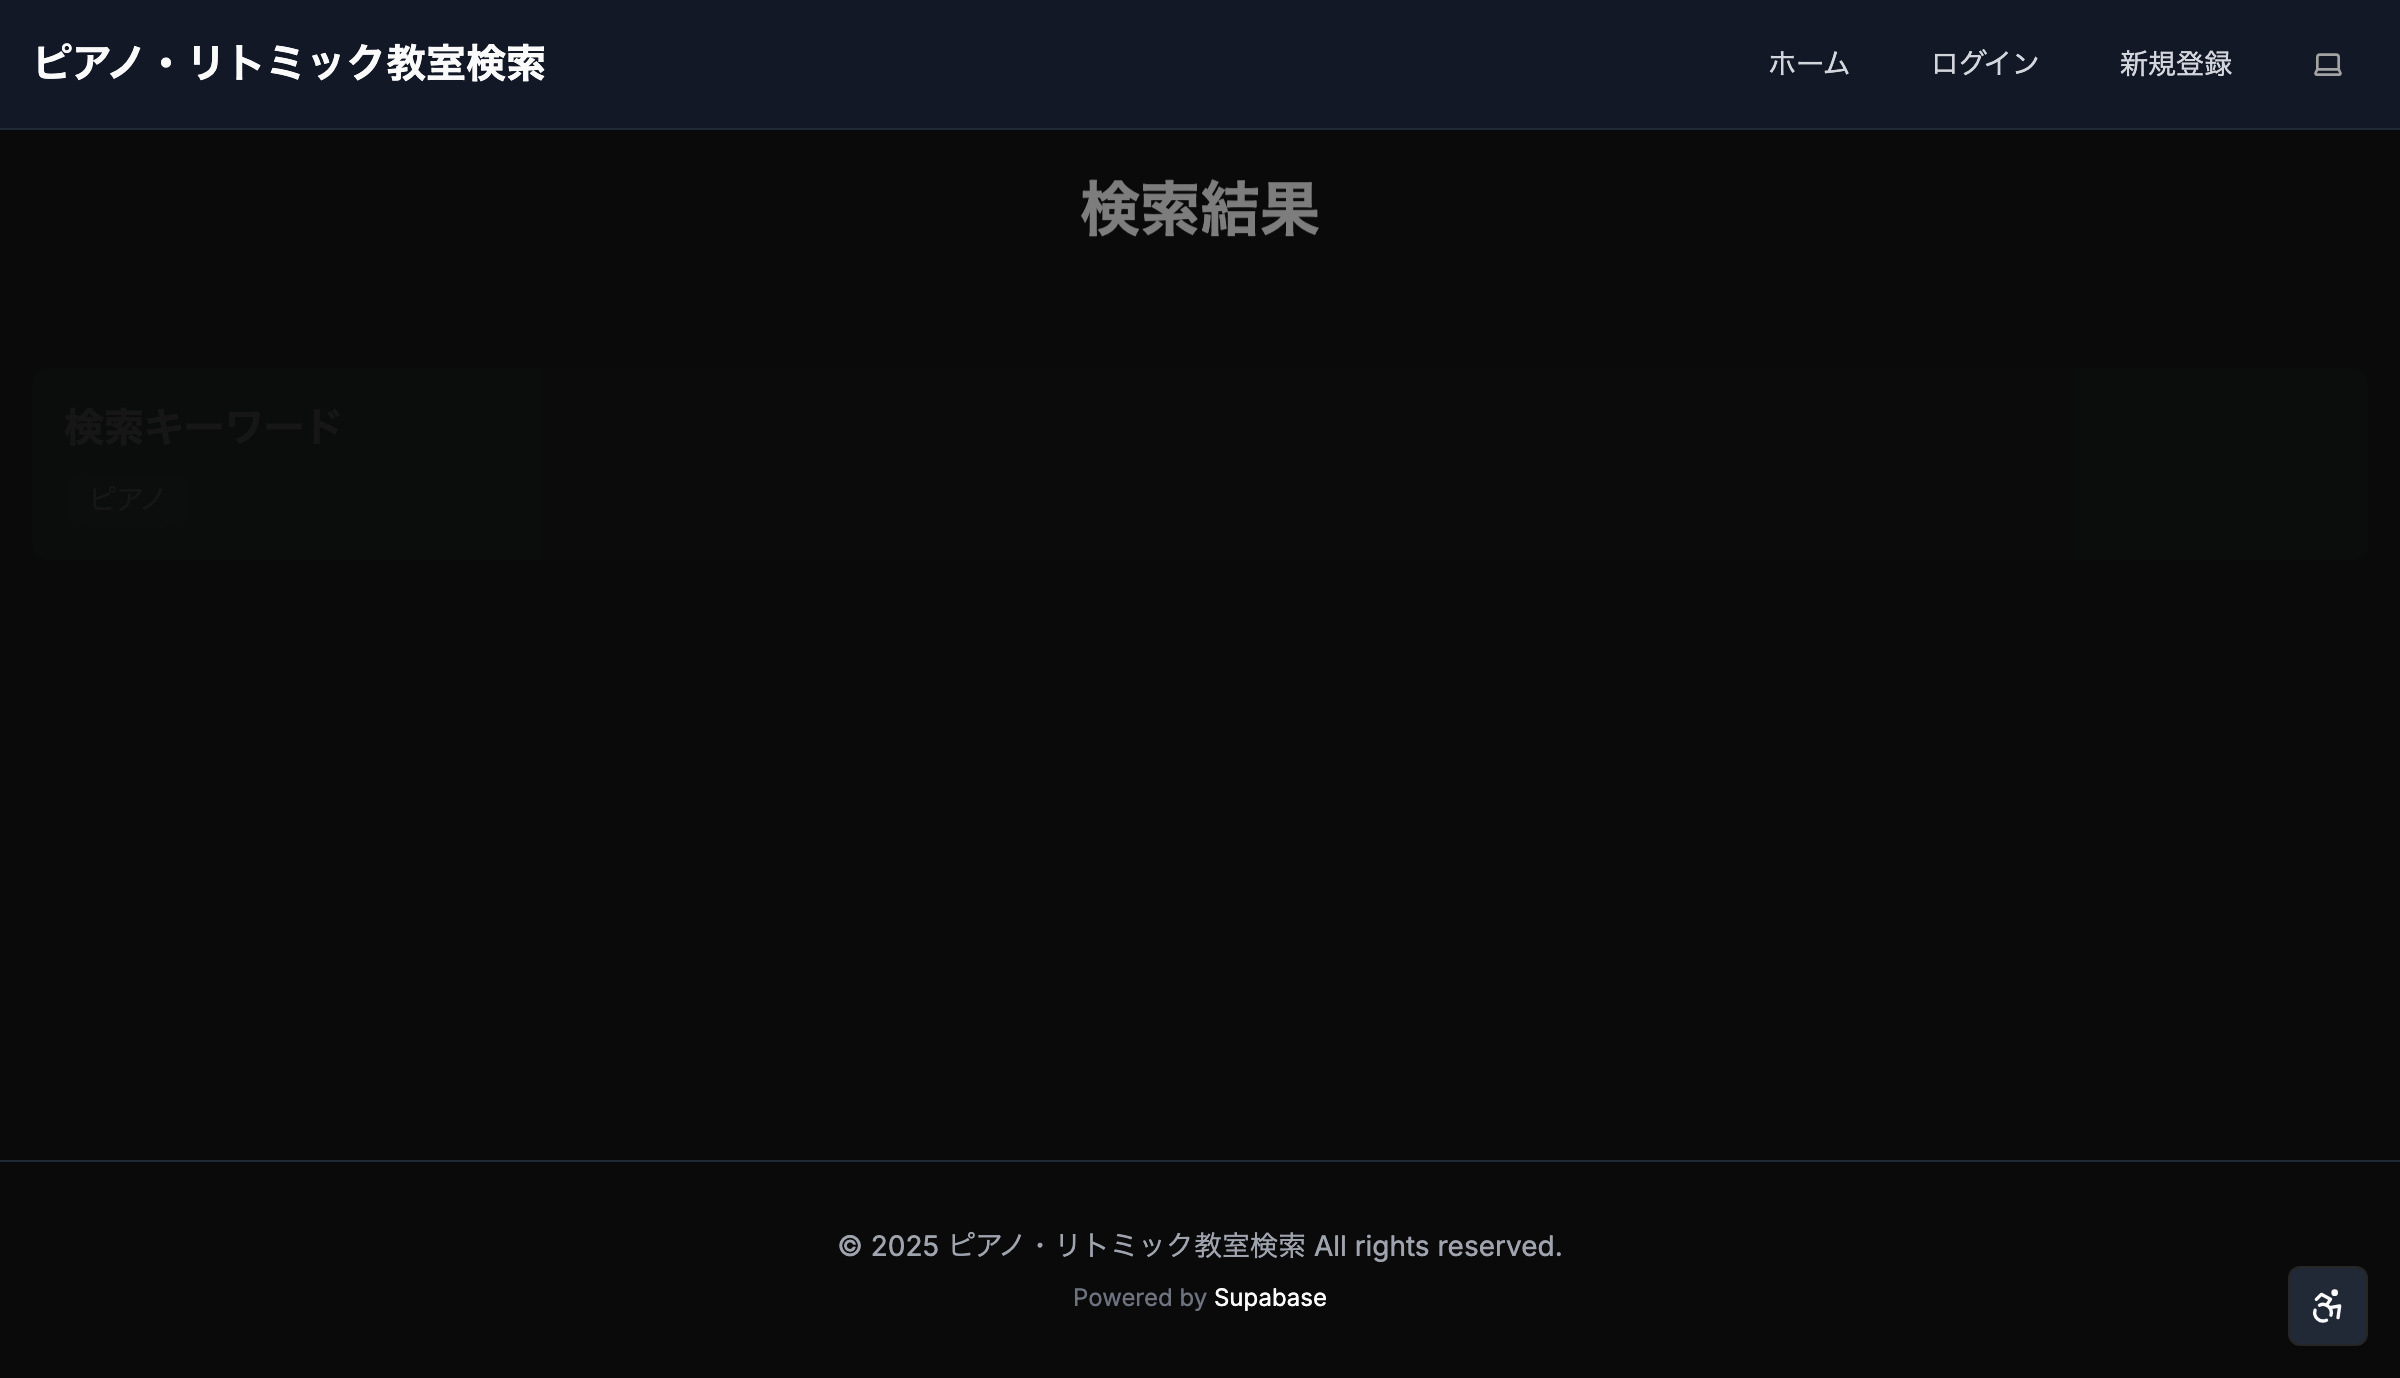 ピアノ・リトミック教室検索
ホーム
ログイン
新規登録
検索結果
検索キーワード
ピアノ
© 2025 ピアノ・リトミック教室検索 All rights reserved.
Powered by Supabase